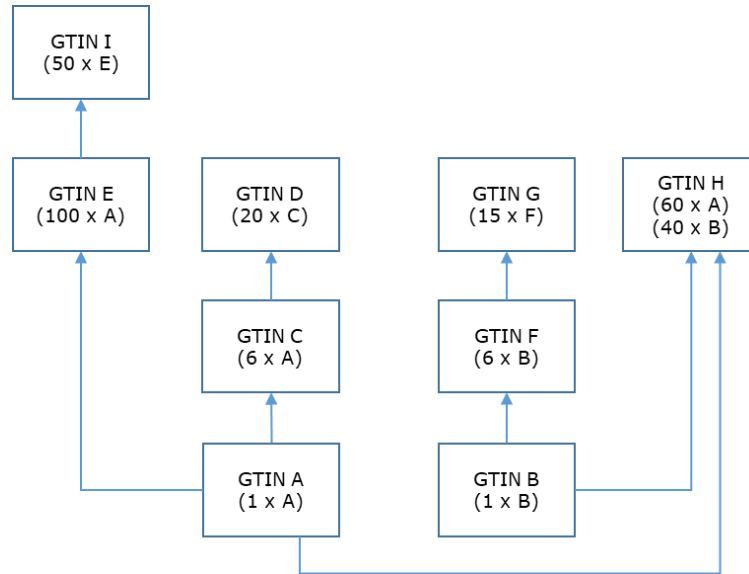 GTIN I
(50 x E)
GTIN E
(100 x A)
GTIN D
(20 x C)
GTIN G
(15 x F)
GTIN H
(60 x A)
(40 x B)
GTIN C
(6 x A)
GTIN F
(6 x B)
GTIN A
(1 x A)
GTIN B
(1 x B)